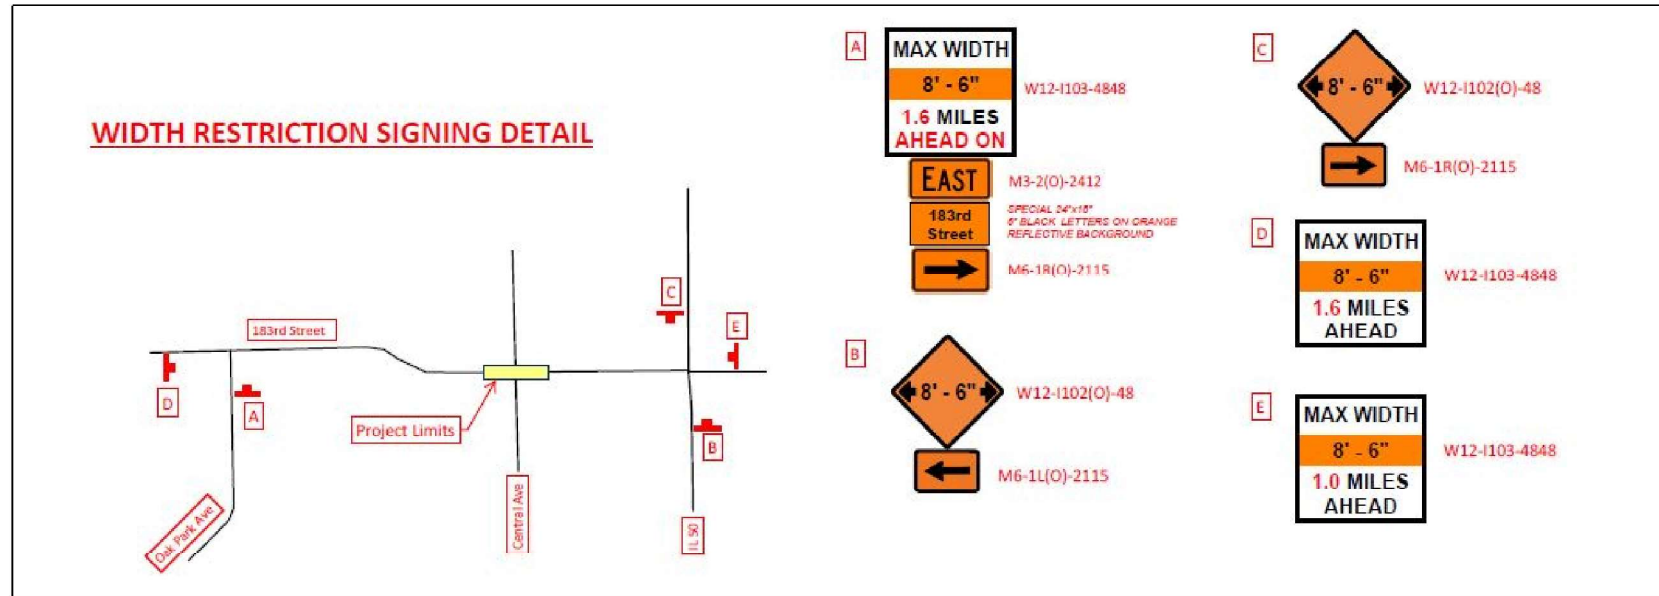 WIDTH RESTRICTION SIGNING DETAIL
183rd Street
D
A
Project Limits
C
E
B
Oak Park Ave
Central Ave
IL 50
A
MAX WIDTH
8' - 6"
1.6 MILES
AHEAD ON
W12-I103-4848
EAST
M3-2(O)-2412
183rd
Street
SPECIAL 24"x18"
6" BLACK LETTERS ON ORANGE
REFLECTIVE BACKGROUND
M6-1R(O)-2115
B
8' - 6"
W12-I102(O)-48
M6-1L(O)-2115
C
8' - 6"
W12-I102(O)-48
M6-1R(O)-2115
D
MAX WIDTH
8' - 6"
1.6 MILES
AHEAD
W12-I103-4848
E
MAX WIDTH
8' - 6"
1.0 MILES
AHEAD
W12-I103-4848